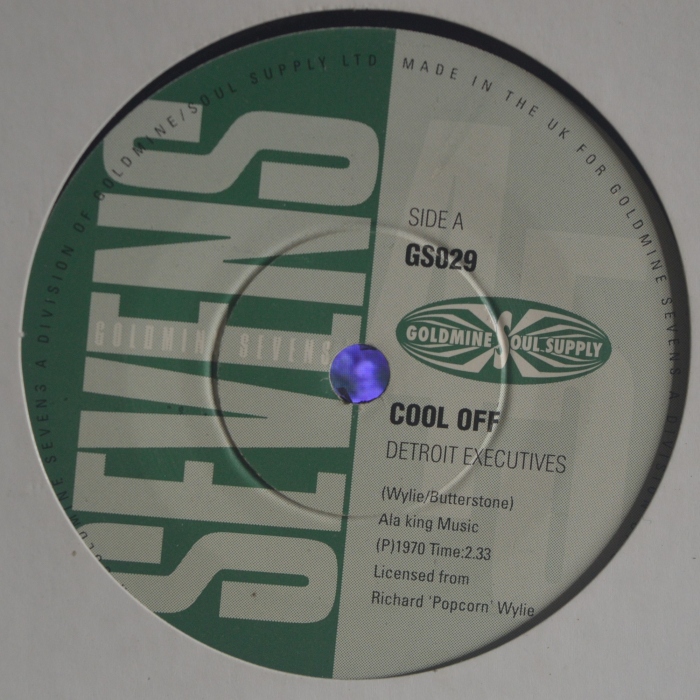 GOLDMINE SEVENS A DIVISION OF GOLDMINE/SOUL SUPPLY LTD MADE IN THE UK FOR GOLDMINE SEVENS A DIVISION
SEVENS
GOLDMINE SEVENS
SIDE A
GS029
GOLDMINE SOUL SUPPLY
COOL OFF
DETROIT EXECUTIVES
(Wylie/Butterstone)
Ala king Music
(P)1970 Time:2.33
Licensed from
Richard 'Popcorn' Wylie
45